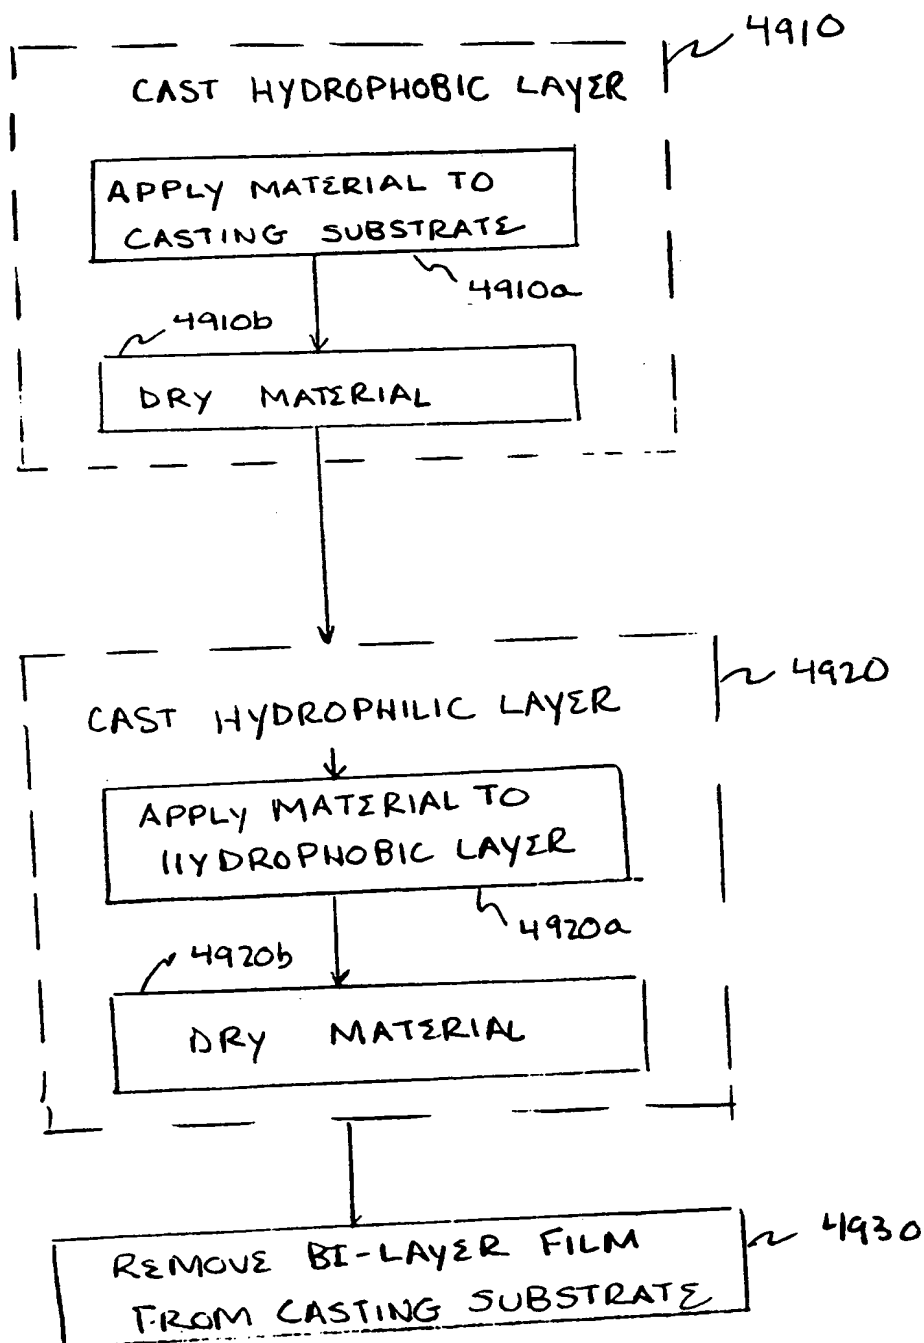 4910
CAST HYDROPHOBIC LAYER
APPLY MATERIAL TO
CASTING SUBSTRATE
4910a
4910b
DRY MATERIAL
4920
CAST HYDROPHILIC LAYER
APPLY MATERIAL TO
HYDROPHOBIC LAYER
4920a
4920b
DRY MATERIAL
4930
REMOVE BI-LAYER FILM
FROM CASTING SUBSTRATE